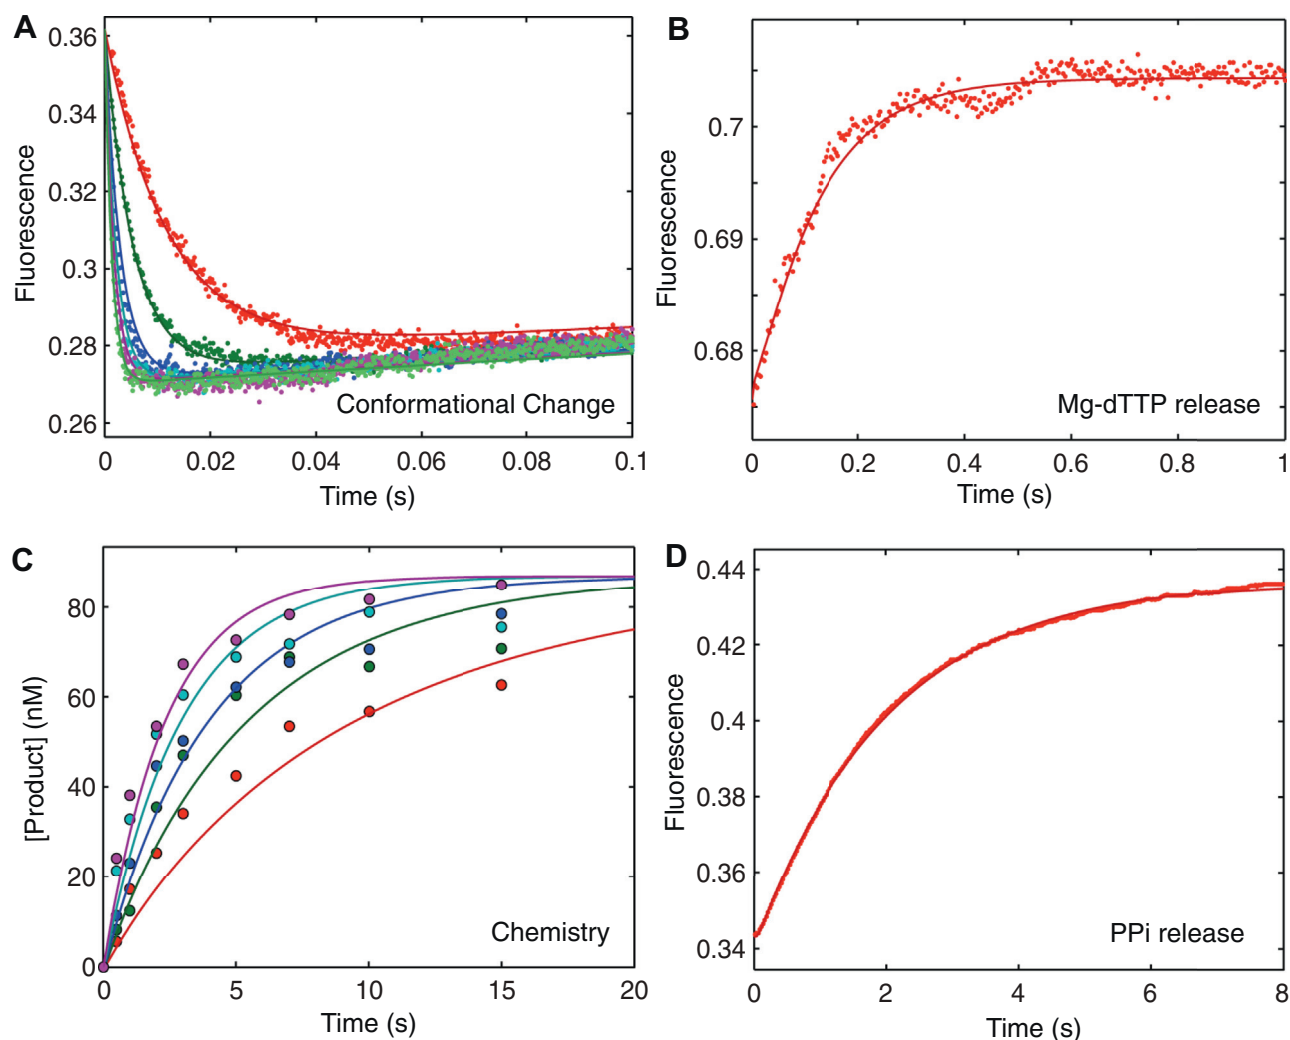 A
0.36
0.34
0.32
0.3
0.28
0.26
Fluorescence
Conformational Change
0 0.02 0.04 0.06 0.08 0.1
Time (s)
B
0.7
0.69
0.68
Fluorescence
Mg-dTTP release
0 0.2 0.4 0.6 0.8 1
Time (s)
C
80
60
40
20
0
[Product] (nM)
Chemistry
0 5 10 15 20
Time (s)
D
0.44
0.42
0.4
0.38
0.36
0.34
Fluorescence
PPi release
0 2 4 6 8
Time (s)